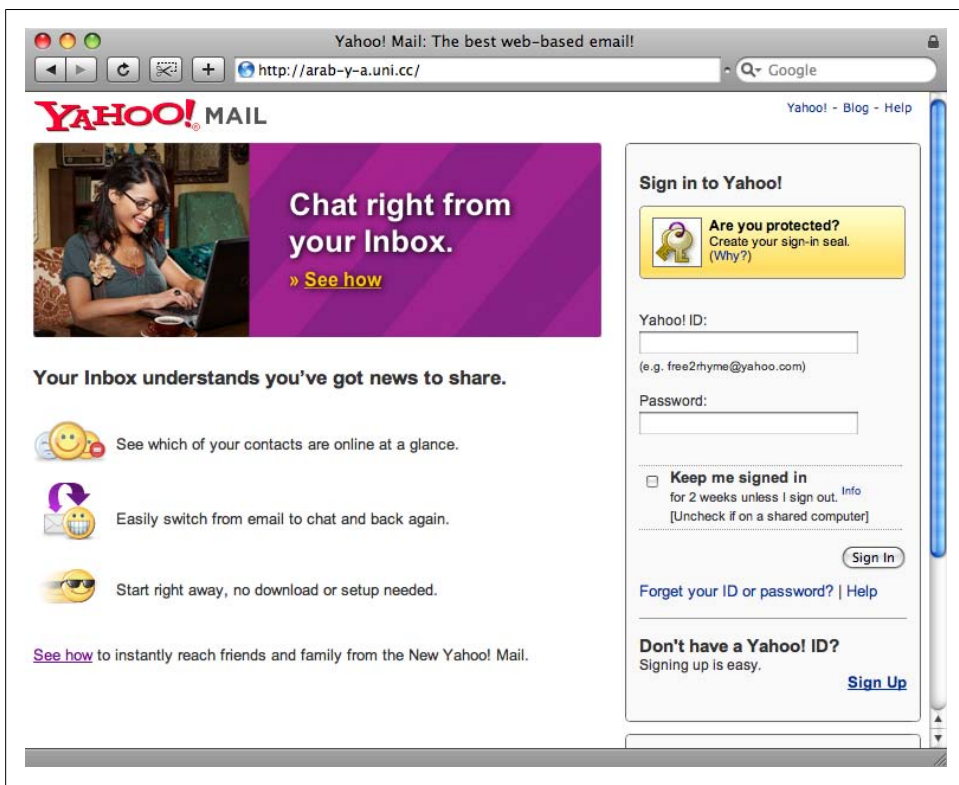 Yahoo! Mail: The best web-based email!
http://arab-y-a.uni.cc/
Google
YAHOO! MAIL
Yahoo! - Blog - Help
Chat right from
your Inbox.
» See how
Your Inbox understands you've got news to share.
See which of your contacts are online at a glance.
Easily switch from email to chat and back again.
Start right away, no download or setup needed.
See how to instantly reach friends and family from the New Yahoo! Mail.
Sign in to Yahoo!
Are you protected?
Create your sign-in seal.
(Why?)
Yahoo! ID:
(e.g. free2rhyme@yahoo.com)
Password:
Keep me signed in
for 2 weeks unless I sign out. Info
[Uncheck if on a shared computer]
Sign In
Forget your ID or password? | Help
Don't have a Yahoo! ID?
Signing up is easy.
Sign Up